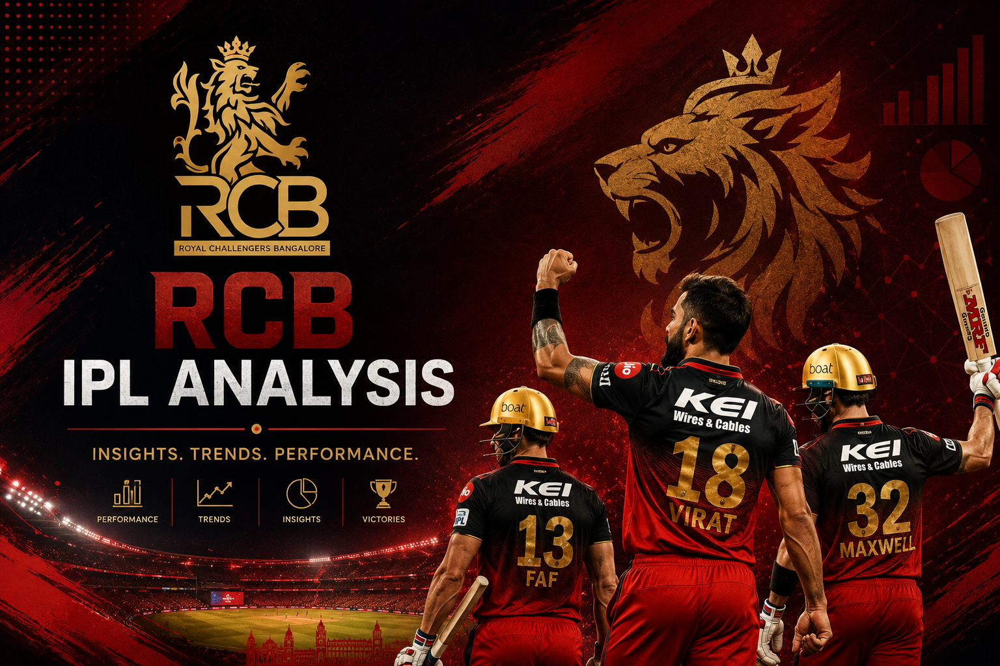 RCB
ROYAL CHALLENGERS BANGALORE
RCB
IPL ANALYSIS
INSIGHTS. TRENDS. PERFORMANCE.
PERFORMANCE
TRENDS
INSIGHTS
VICTORIES
boat
KEI
Wires & Cables
13
FAF
IPL
KEI
Wires & Cables
18
VIRAT
boat
KEI
Wires & Cables
32
MAXWELL
MRF